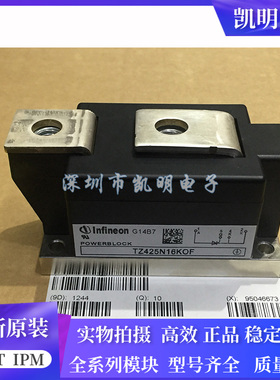 凯明
深圳市凯明电子
infineon G14B7
POWERBLOCK
TZ425N16KOF
(9D) 1244
(Q) 10
(X) 95046673
新原装
实物拍摄 高效 正品 稳定
T IPM
全系列模块 型号齐全